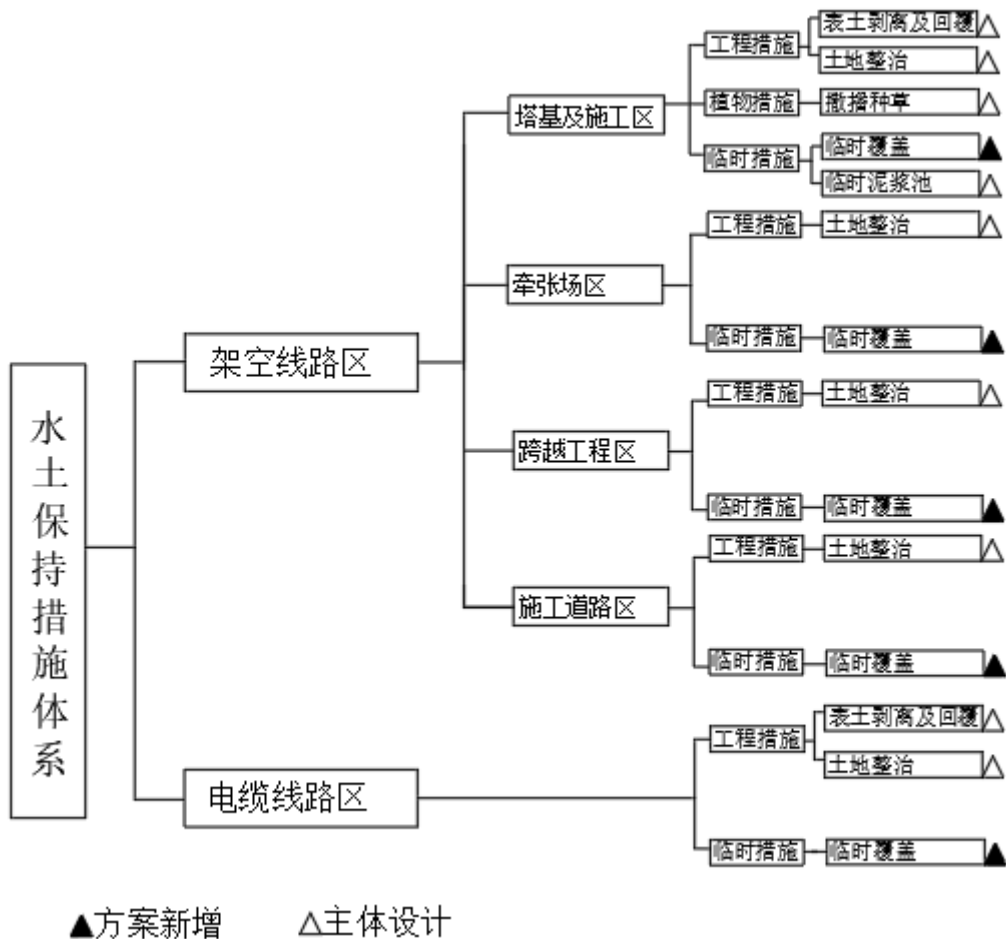 水土保持措施体系
架空线路区
塔基及施工区
工程措施
表土剥离及回覆
土地整治
植物措施
撒播种草
临时措施
临时覆盖
临时泥浆池
牵张场区
工程措施
土地整治
临时措施
临时覆盖
跨越工程区
工程措施
土地整治
临时措施
临时覆盖
施工道路区
工程措施
土地整治
临时措施
临时覆盖
电缆线路区
工程措施
表土剥离及回覆
土地整治
临时措施
临时覆盖
▲方案新增 △主体设计